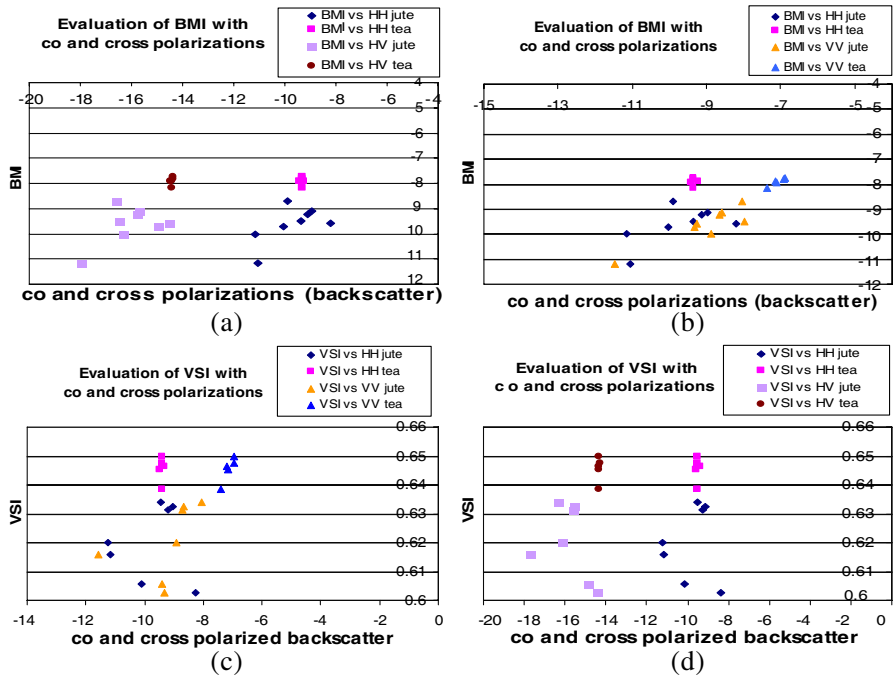 Evaluation of BMI with
co and cross polarizations
BMI vs HH jute
BMI vs HH tea
BMI vs HV jute
BMI vs HV tea
-20 -18 -16 -14 -12 -10 -8 -6 -4
4
-5
-6
-7
-8
9
10
11
12
BM
co and cross polarizations (backscatter)
(a)
Evaluation of BMI with
co and cross polarizations
BMI vs HH jute
BMI vs HH tea
BMI vs VV jute
BMI vs VV tea
-15 -13 -11 -9 -7 -5
-4
-5
-6
-7
-8
-9
-10
-11
-12
BM
co and cross polarizations (backscatter)
(b)
Evaluation of VSI with
co and cross polarizations
VSI vs HH jute
VSI vs HH tea
VSI vs VV jute
VSI vs VV tea
0.66
0.65
0.64
0.63
0.62
0.61
0.6
VSI
-14 -12 -10 -8 -6 -4 -2 0
co and cross polarized backscatter
(c)
Evaluation of VSI with
c o and cross polarizations
VSI vs HH jute
VSI vs HH tea
VSI vs HV jute
VSI vs HV tea
0.66
0.65
0.64
0.63
0.62
0.61
0.6
VSI
-20 -18 -16 -14 -12 -10 -8 -6 -4 -2 0
co and cross polarized backscatter
(d)